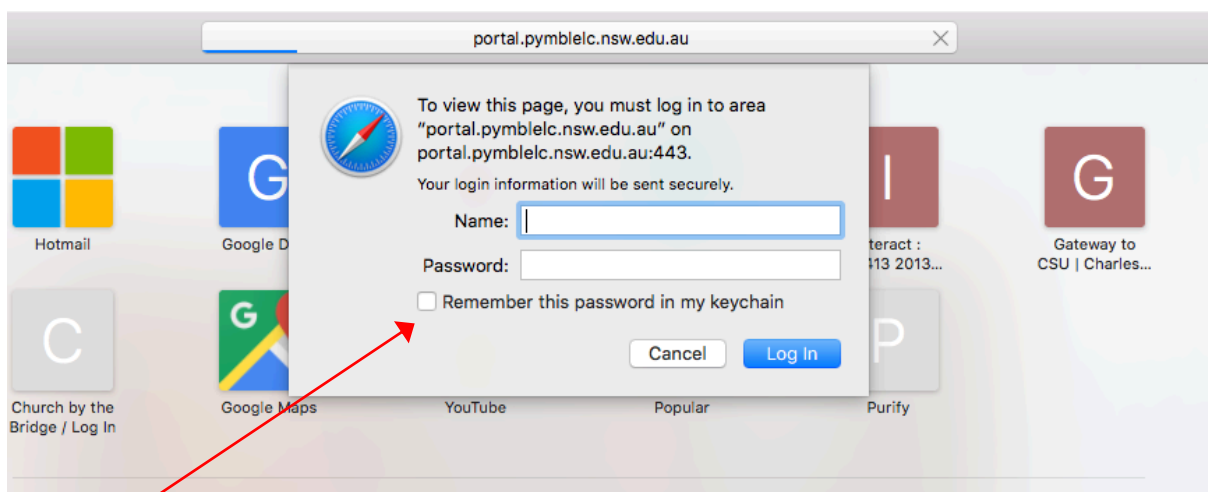 portal.pymblelc.nsw.edu.au
To view this page, you must log in to area
"portal.pymblelc.nsw.edu.au" on
portal.pymblelc.nsw.edu.au:443.
Your login information will be sent securely.
Name:
Password:
Remember this password in my keychain
Cancel
Log In
Hotmail
G
Google D
I
teract :
413 2013...
G
Gateway to
CSU | Charles...
C
Church by the
Bridge / Log In
G
Google Maps
YouTube
Popular
P
Purify